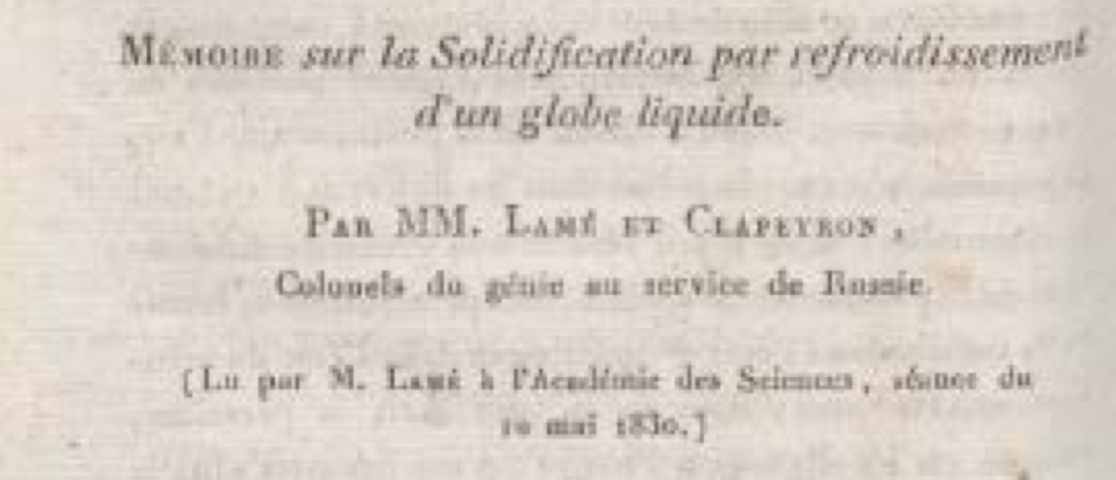 MÉMOIRE sur la Solidification par refroidissement
d'un globe liquide.
PAR MM. LAMÉ ET CLAPEYRON,
Colonels du génie au service de Russie.
(Lu par M. LAMÉ à l'Académie des Sciences, séance du
10 mai 1830.)